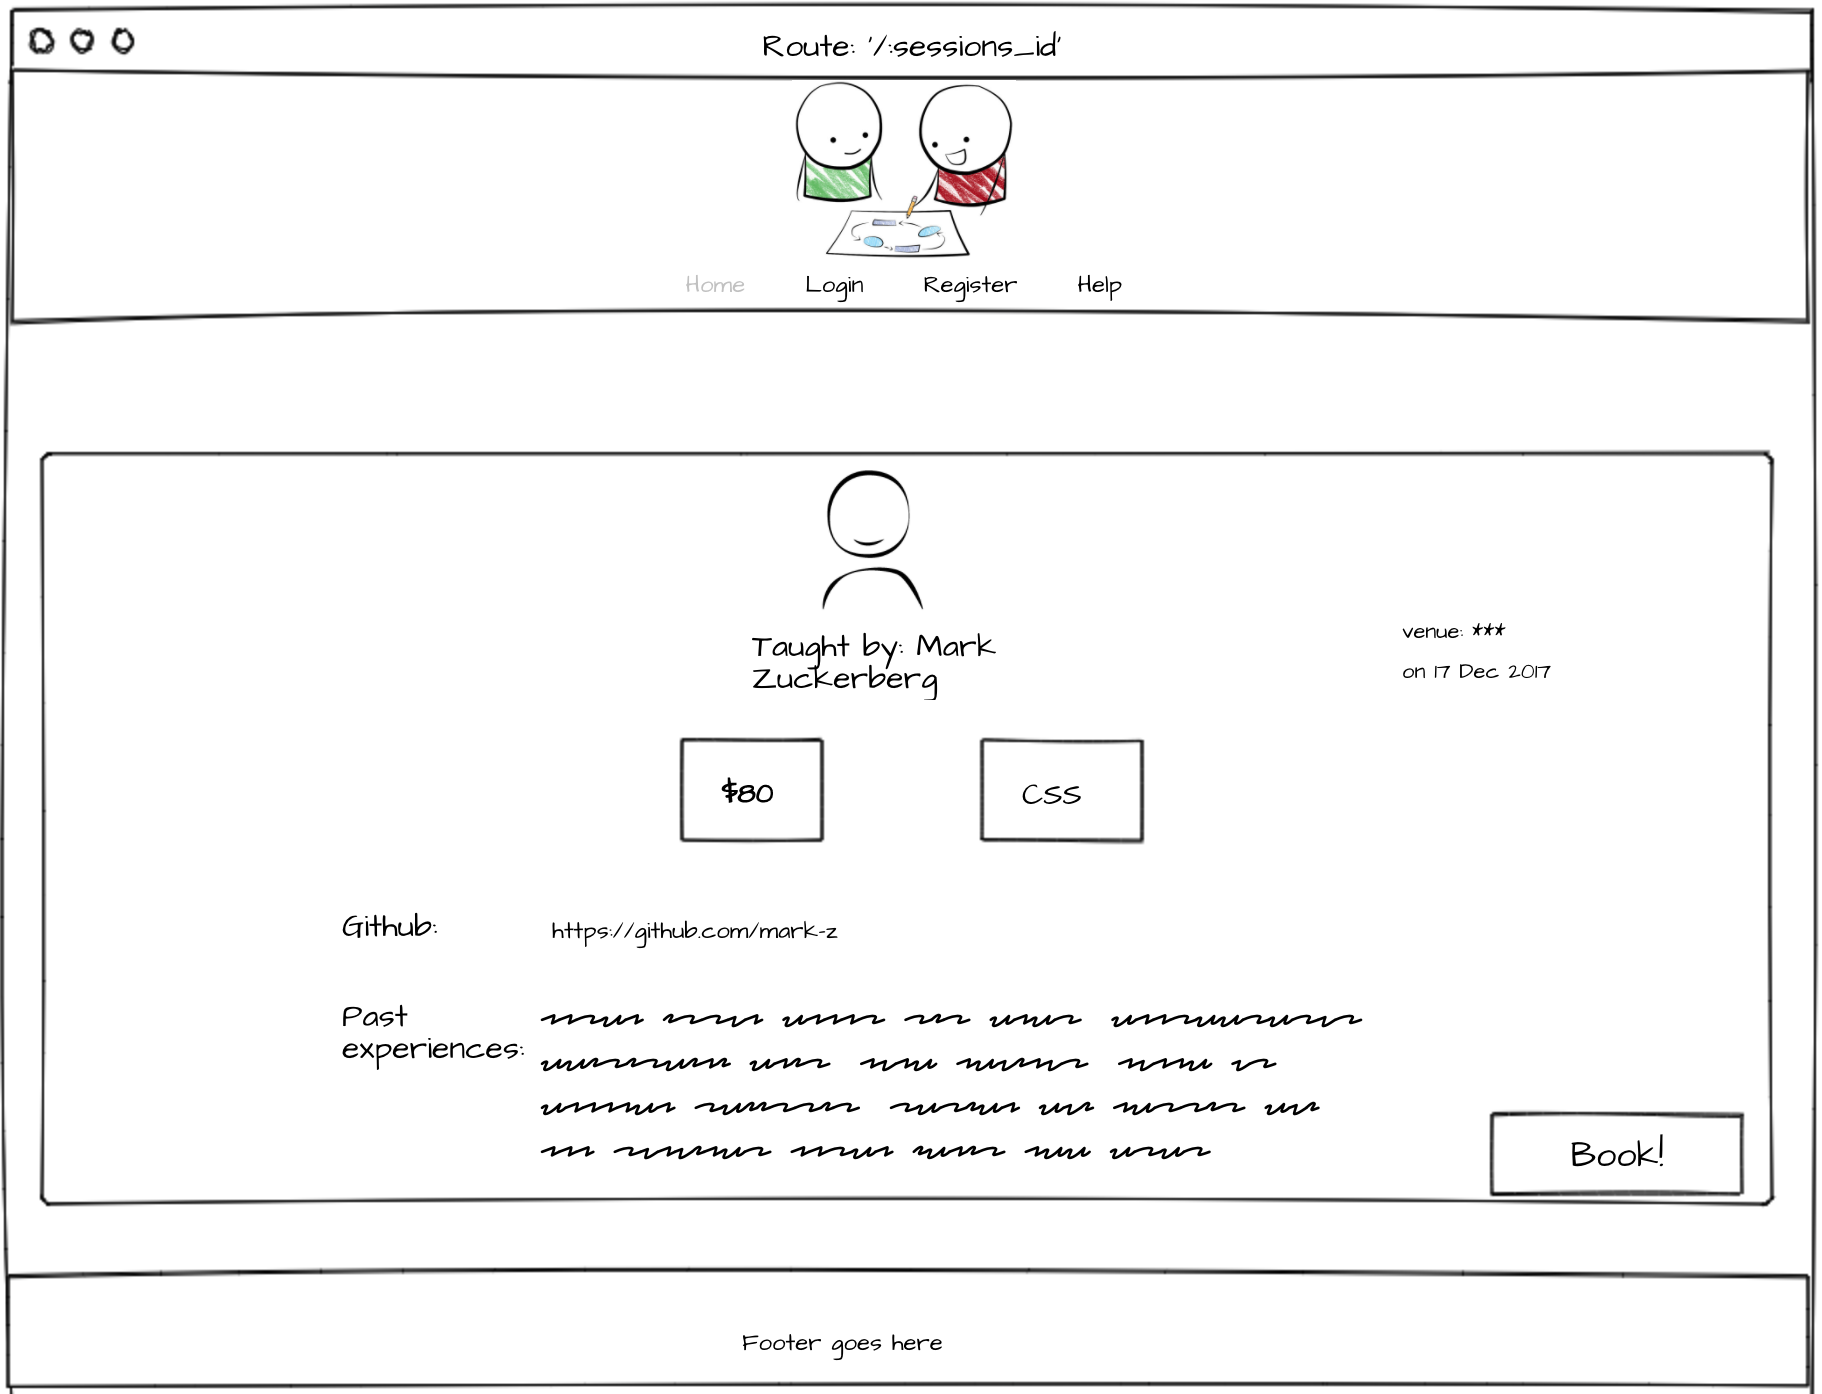 Route: '/:sessions_id'
Home Login Register Help
Taught by: Mark
Zuckerberg
venue: ***
on 17 Dec 2017
$80
CSS
Github: https://github.com/mark-z
Past
experiences:
Book!
Footer goes here